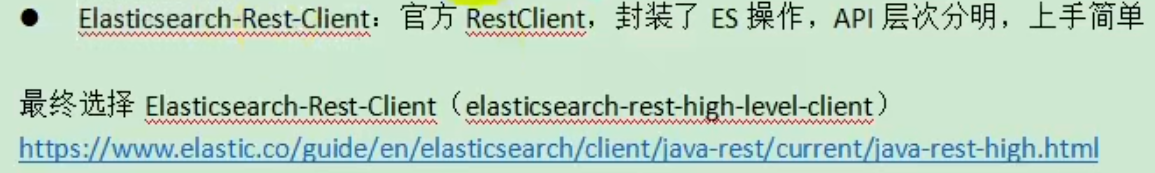 ● Elasticsearch-Rest-Client：官方 RestClient，封装了 ES 操作，API 层次分明，上手简单
最终选择 Elasticsearch-Rest-Client（elasticsearch-rest-high-level-client）
https://www.elastic.co/guide/en/elasticsearch/client/java-rest/current/java-rest-high.html